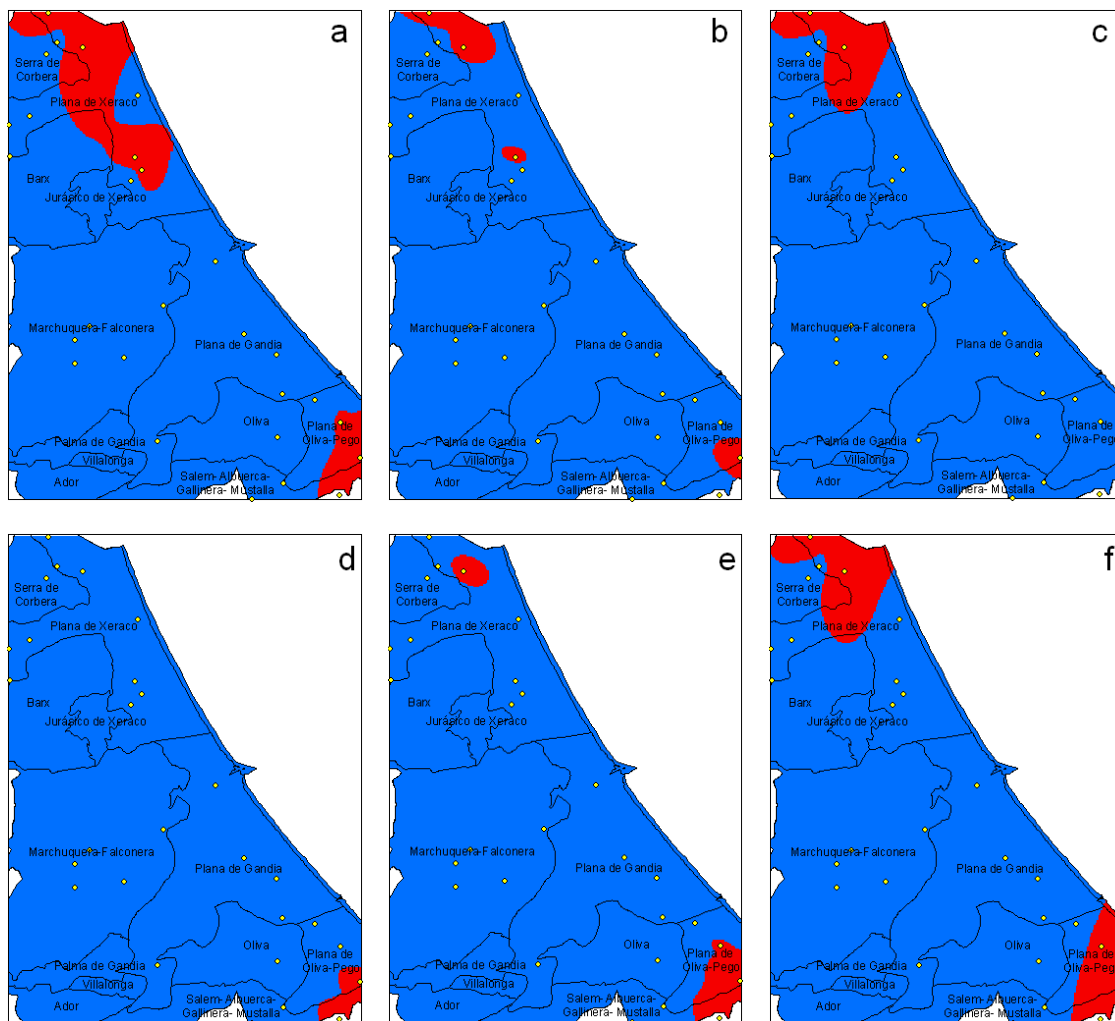 a
Serra de
Corbera
Plana de Xeraco
Barx
Jurásico de Xeraco
Marchuquera-Falconera
Plana de Gandia
Oliva
Plana de
Oliva-Pego
Palma de Gandia
Villalonga
Ador
Salem- Albuerca-
Gallinera- Mustalla
b
Serra de
Corbera
Plana de Xeraco
Barx
Jurásico de Xeraco
Marchuquera-Falconera
Plana de Gandia
Oliva
Plana de
Oliva-Pego
Palma de Gandia
Villalonga
Ador
Salem- Albuerca-
Gallinera- Mustalla
c
Serra de
Corbera
Plana de Xeraco
Barx
Jurásico de Xeraco
Marchuquera-Falconera
Plana de Gandia
Oliva
Plana de
Oliva-Pego
Palma de Gandia
Villalonga
Ador
Salem- Albuerca-
Gallinera- Mustalla
d
Serra de
Corbera
Plana de Xeraco
Barx
Jurásico de Xeraco
Marchuquera-Falconera
Plana de Gandia
Oliva
Plana de
Oliva-Pego
Palma de Gandia
Villalonga
Ador
Salem- Albuerca-
Gallinera- Mustalla
e
Serra de
Corbera
Plana de Xeraco
Barx
Jurásico de Xeraco
Marchuquera-Falconera
Plana de Gandia
Oliva
Plana de
Oliva-Pego
Palma de Gandia
Villalonga
Ador
Salem- Albuerca-
Gallinera- Mustalla
f
Serra de
Corbera
Plana de Xeraco
Barx
Jurásico de Xeraco
Marchuquera-Falconera
Plana de Gandia
Oliva
Plana de
Oliva-Pego
Palma de Gandia
Villalonga
Ador
Salem- Albuerca-
Gallinera- Mustalla